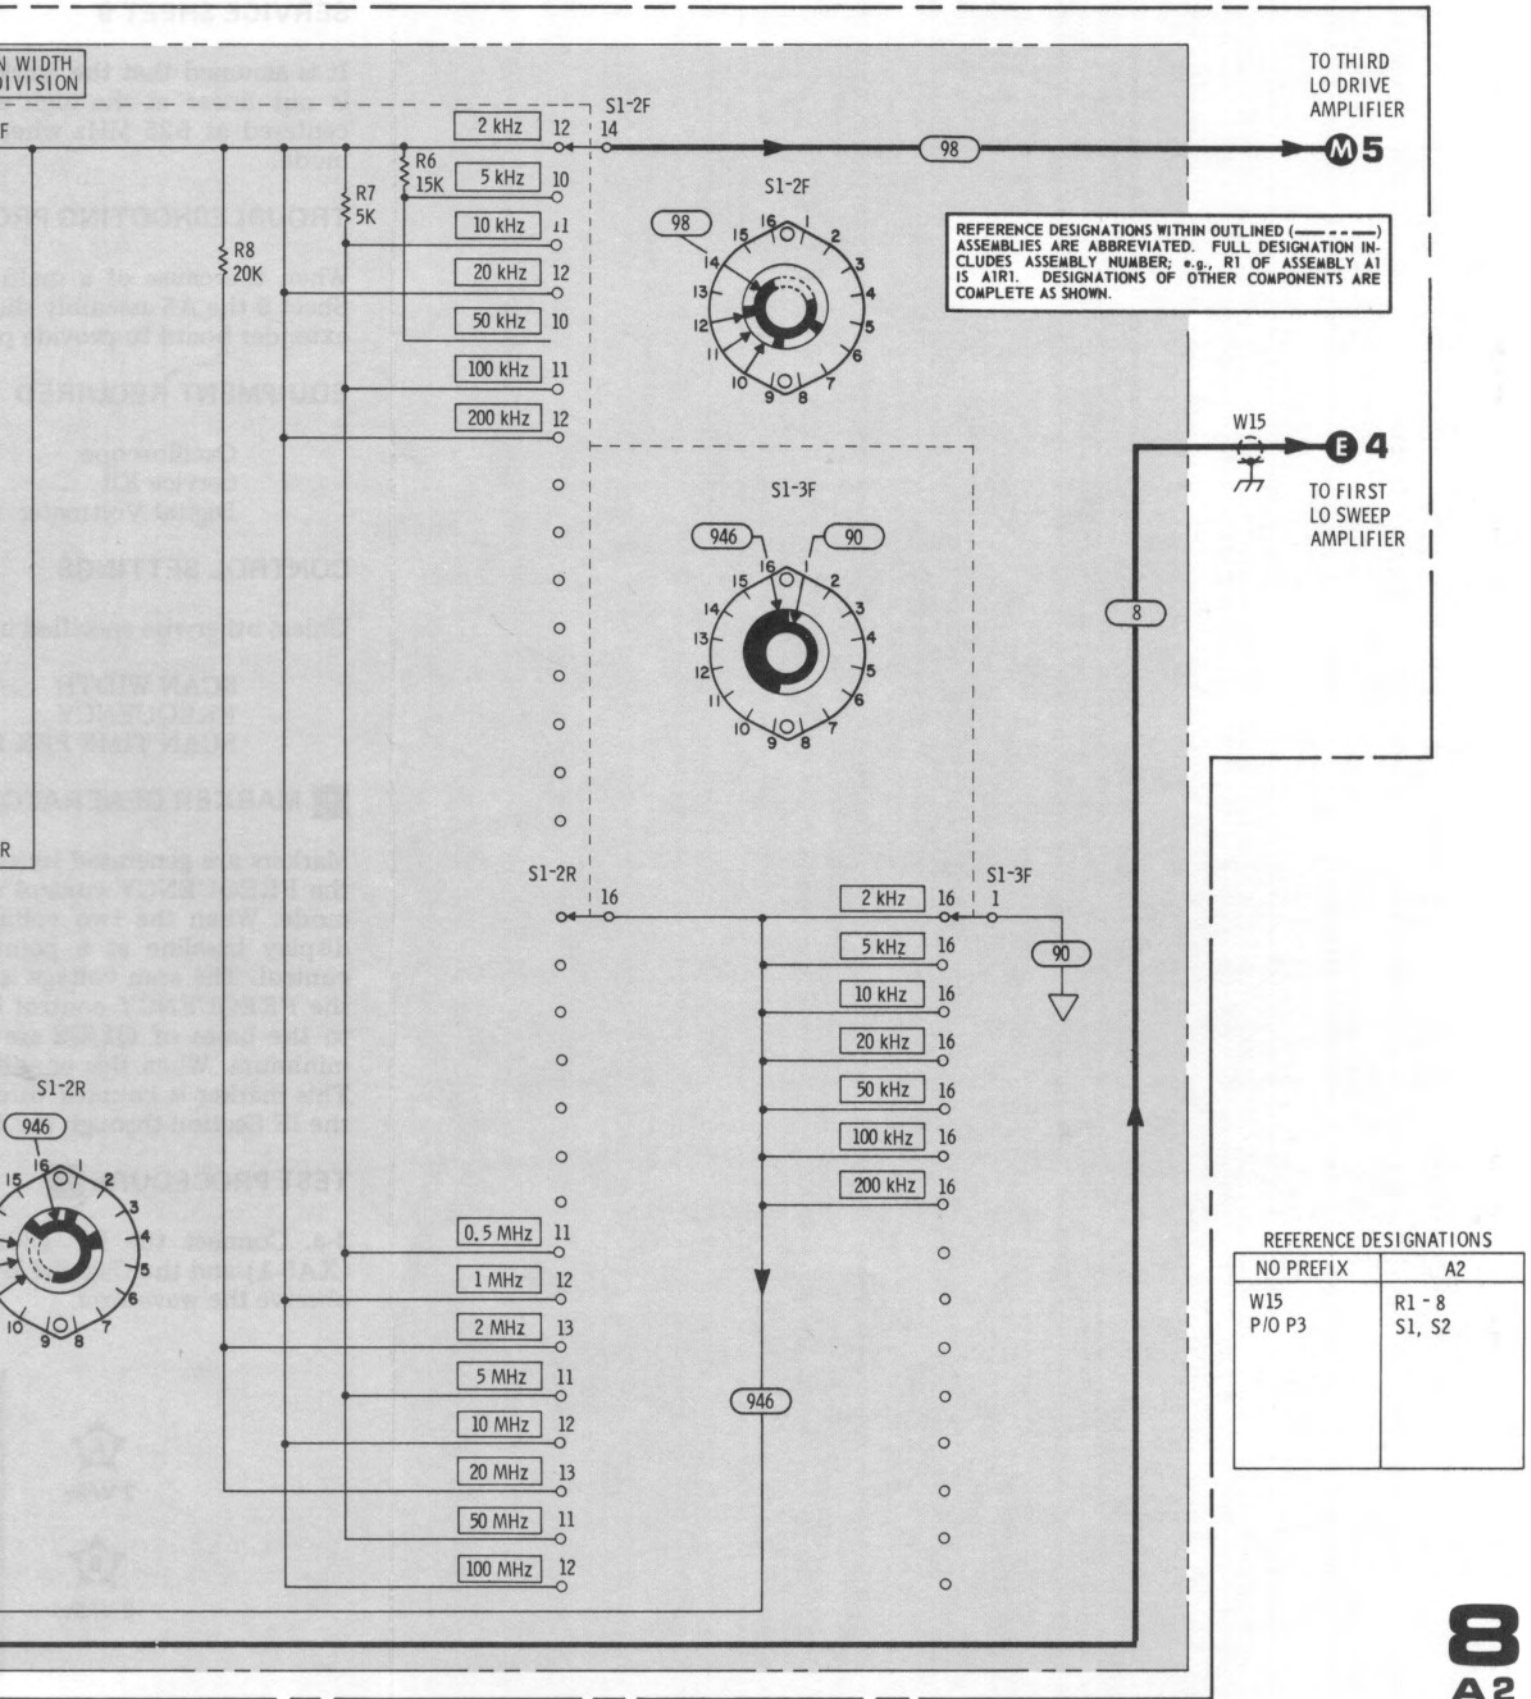 N WIDTH
DIVISION
F
2 kHz 12
S1-2F
14
98
TO THIRD
LO DRIVE
AMPLIFIER
M 5
R6
15K
5 kHz 10
R7
5K
10 kHz 11
R8
20K
20 kHz 12
50 kHz 10
100 kHz 11
200 kHz 12
S1-2F
98
16 1 2 3 4 5 6 7 8 9 10 11 12 13 14 15
REFERENCE DESIGNATIONS WITHIN OUTLINED ( )
ASSEMBLIES ARE ABBREVIATED. FULL DESIGNATION IN-
CLUDES ASSEMBLY NUMBER; e.g., R1 OF ASSEMBLY A1
IS A1R1. DESIGNATIONS OF OTHER COMPONENTS ARE
COMPLETE AS SHOWN.
W15
E 4
TO FIRST
LO SWEEP
AMPLIFIER
S1-3F
946 90
16 1 2 3 4 5 6 7 8 9 10 11 12 13 14 15
8
R
S1-2R
16
S1-3F
1
2 kHz 16
5 kHz 16
90
10 kHz 16
20 kHz 16
50 kHz 16
100 kHz 16
200 kHz 16
S1-2R
946
16 1 2 3 4 5 6 7 8 9 10 15
0.5 MHz 11
1 MHz 12
2 MHz 13
5 MHz 11
10 MHz 12
20 MHz 13
50 MHz 11
100 MHz 12
946
REFERENCE DESIGNATIONS
NO PREFIX A2
W15 R1 - 8
P/O P3 S1, S2
8
A2